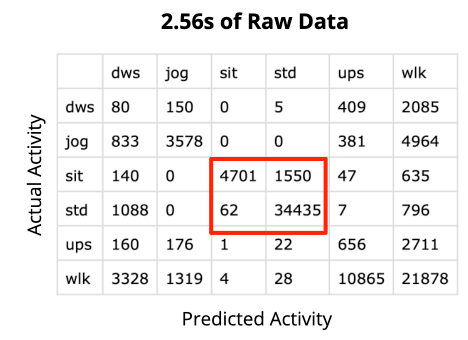 2.56s of Raw Data
dws jog sit std ups wlk
dws 80 150 0 5 409 2085
jog 833 3578 0 0 381 4964
sit 140 0 4701 1550 47 635
std 1088 0 62 34435 7 796
ups 160 176 1 22 656 2711
wlk 3328 1319 4 28 10865 21878
Actual Activity
Predicted Activity